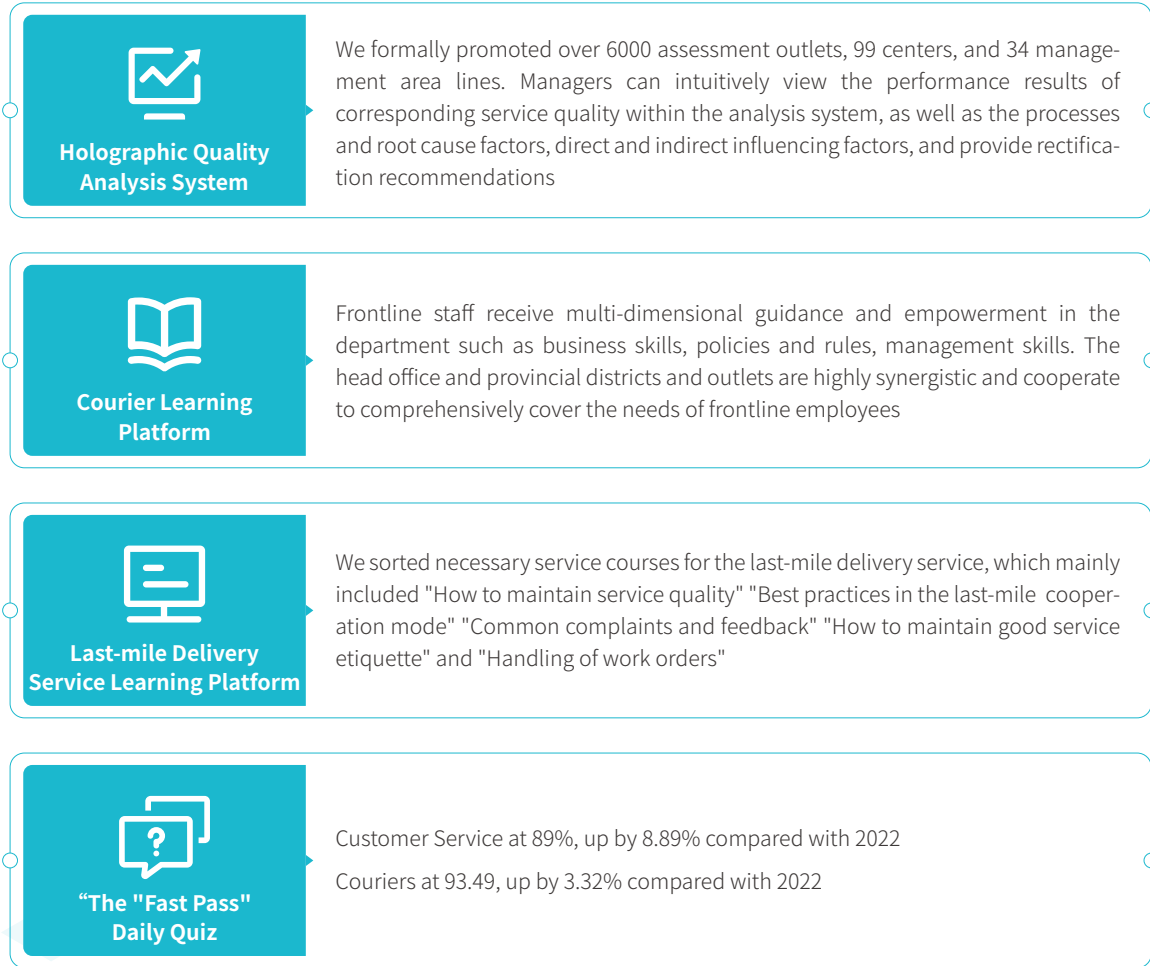 Holographic Quality
Analysis System
We formally promoted over 6000 assessment outlets, 99 centers, and 34 manage-
ment area lines. Managers can intuitively view the performance results of
corresponding service quality within the analysis system, as well as the processes
and root cause factors, direct and indirect influencing factors, and provide rectifica-
tion recommendations
Courier Learning
Platform
Frontline staff receive multi-dimensional guidance and empowerment in the
department such as business skills, policies and rules, management skills. The
head office and provincial districts and outlets are highly synergistic and cooperate
to comprehensively cover the needs of frontline employees
Last-mile Delivery
Service Learning Platform
We sorted necessary service courses for the last-mile delivery service, which mainly
included "How to maintain service quality" "Best practices in the last-mile cooper-
ation mode" "Common complaints and feedback" "How to maintain good service
etiquette" and "Handling of work orders"
?
“The "Fast Pass"
Daily Quiz
Customer Service at 89%, up by 8.89% compared with 2022
Couriers at 93.49, up by 3.32% compared with 2022